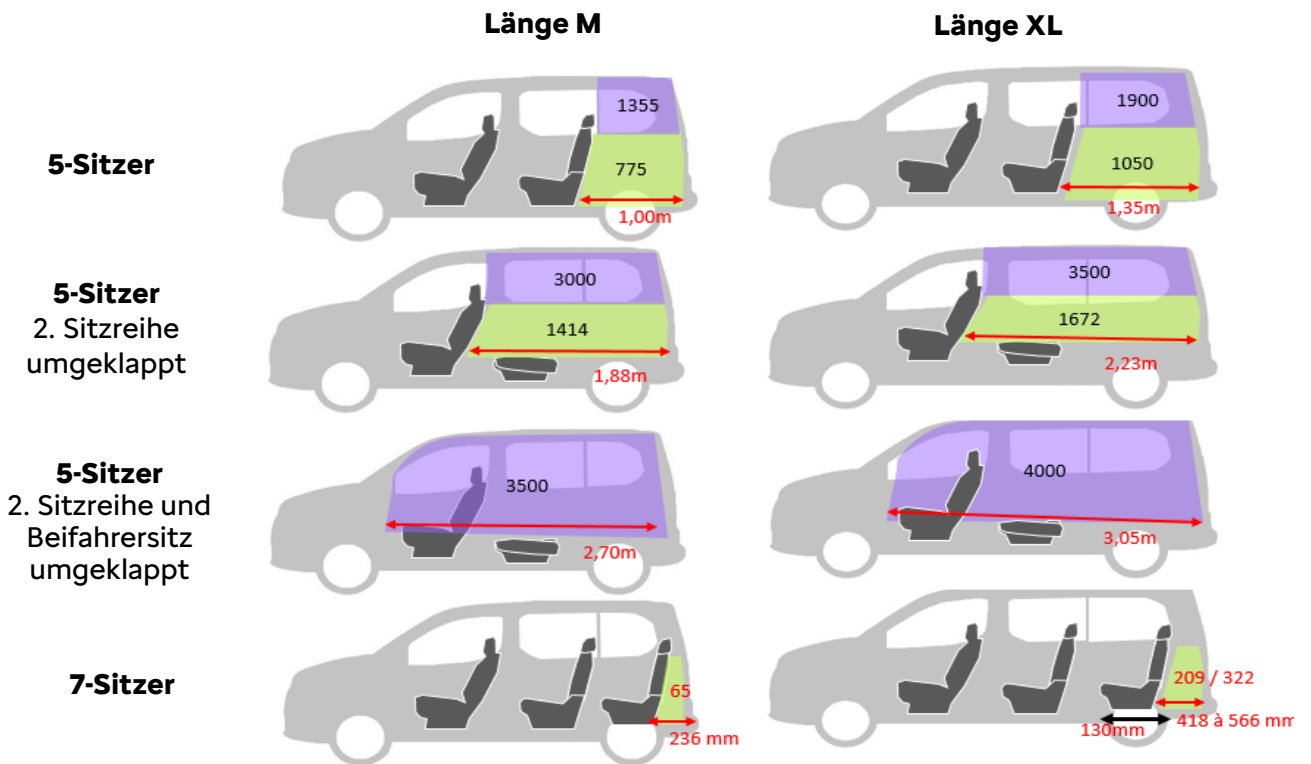 Länge M
Länge XL
5-Sitzer
1355
775
1,00m
1900
1050
1,35m
5-Sitzer
2. Sitzreihe
umgeklappt
3000
1414
1,88m
3500
1672
2,23m
5-Sitzer
2. Sitzreihe und
Beifahrersitz
umgeklappt
3500
2,70m
4000
3,05m
7-Sitzer
65
236 mm
209 / 322
130mm
418 à 566 mm